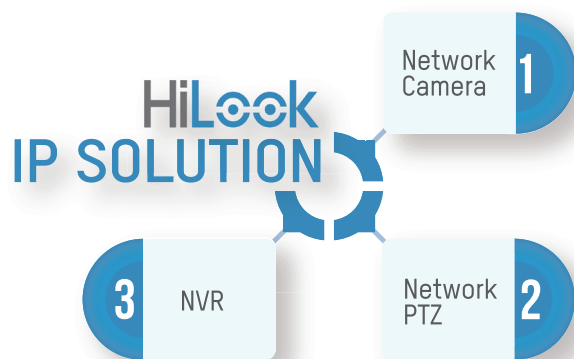 HiLook
IP SOLUTION
Network
Camera
1
Network
PTZ
2
3
NVR